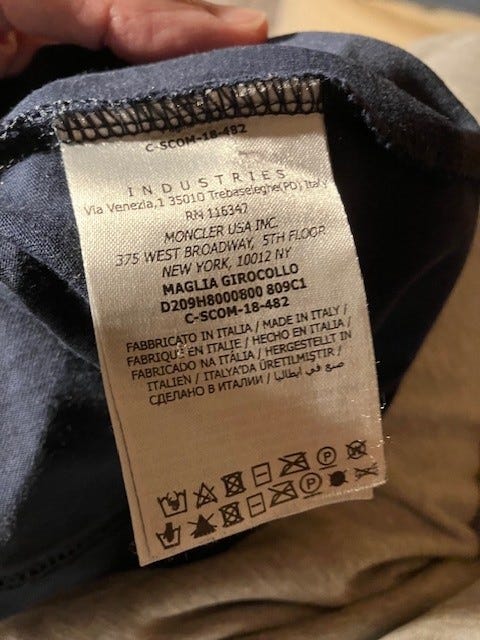 C-SCOM-18-482
INDUSTRIES
Via Venezia,1 35010 Trebaseleghe(PD) Italy
RN 116347
MONCLER USA INC.
375 WEST BROADWAY, 5TH FLOOR
NEW YORK, 10012 NY
MAGLIA GIROCOLLO
D209H8000800 809C1
C-SCOM-18-482
FABBRICATO IN ITALIA / MADE IN ITALY /
FABRIQUÉ EN ITALIE / HECHO EN ITALIA /
FABRICADO NA ITÁLIA / HERGESTELLT IN
ITALIEN / ITALYA'DA ÜRETILMIŞTIR /
СДЕЛАНО В ИТАЛИИ / صنع في ايطاليا
P
P